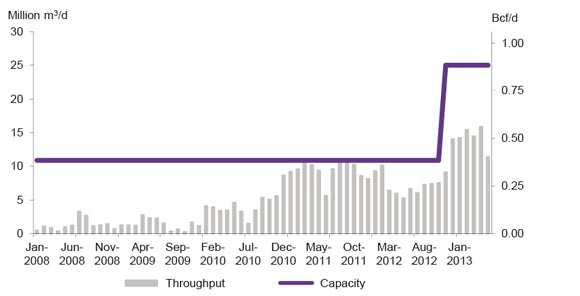 Million m³/d
Bcf/d
30
25
20
15
10
5
0
1.00
0.75
0.50
0.25
0.00
Jan- Jun- Nov- Apr- Sep- Feb- Jul- Dec- May- Oct- Mar- Aug- Jan-
2008 2008 2008 2009 2009 2010 2010 2010 2011 2011 2012 2012 2013
Throughput Capacity